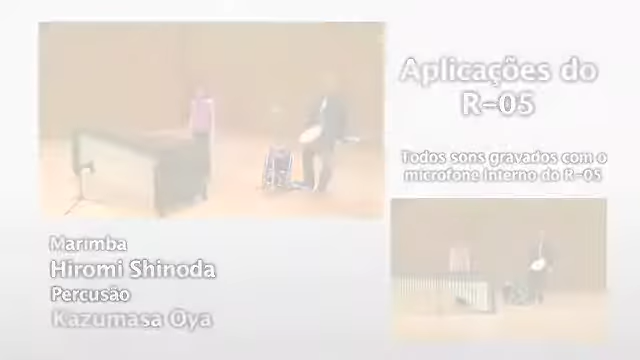 Aplicações do
R-05
Todos sons gravados com o
microfone interno do R-05
Marimba
Hiromi Shinoda
Percusão
Kazumasa Oya